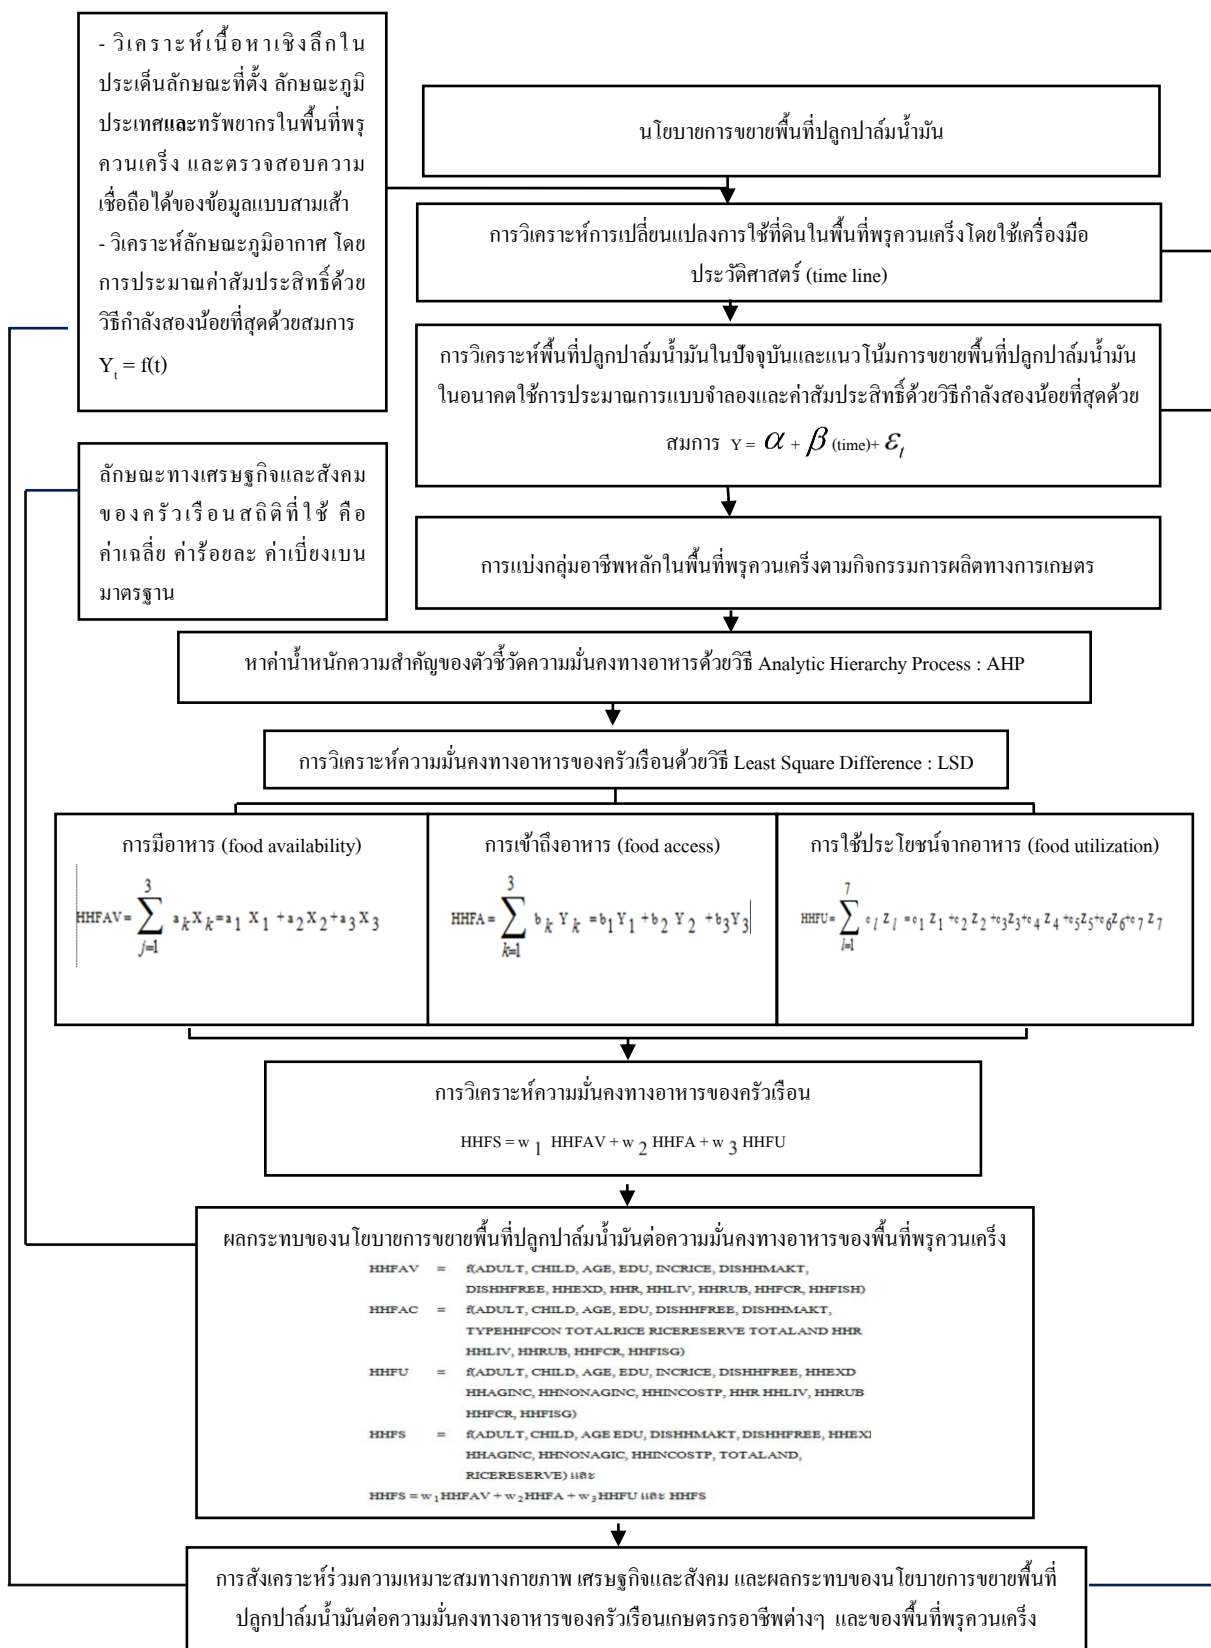 - วิเคราะห์เนื้อหาเชิงลึกใน
ประเด็นลักษณะที่ตั้ง ลักษณะภูมิ
ประเทศและทรัพยากรในพื้นที่พรุ
ควนเคร็ง และตรวจสอบความ
เชื่อถือได้ของข้อมูลแบบสามเส้า
- วิเคราะห์ลักษณะภูมิอากาศ โดย
การประมาณค่าสัมประสิทธิ์ด้วย
วิธีกำลังสองน้อยที่สุดด้วยสมการ
Yt = f(t)
นโยบายการขยายพื้นที่ปลูกปาล์มน้ำมัน
การวิเคราะห์การเปลี่ยนแปลงการใช้ที่ดินในพื้นที่พรุควนเคร็งโดยใช้เครื่องมือ
ประวัติศาสตร์ (time line)
การวิเคราะห์พื้นที่ปลูกปาล์มน้ำมันในปัจจุบันและแนวโน้มการขยายพื้นที่ปลูกปาล์มน้ำมัน
ในอนาคตใช้การประมาณการแบบจำลองและค่าสัมประสิทธิ์ด้วยวิธีกำลังสองน้อยที่สุดด้วย
สมการ Y = α + β (time)+ εt
ลักษณะทางเศรษฐกิจและสังคม
ของครัวเรือนสถิติที่ใช้ คือ
ค่าเฉลี่ย ค่าร้อยละ ค่าเบี่ยงเบน
มาตรฐาน
การแบ่งกลุ่มอาชีพหลักในพื้นที่พรุควนเคร็งตามกิจกรรมการผลิตทางการเกษตร
หาค่าน้ำหนักความสำคัญของตัวชี้วัดความมั่นคงทางอาหารด้วยวิธี Analytic Hierarchy Process : AHP
การวิเคราะห์ความมั่นคงทางอาหารของครัวเรือนด้วยวิธี Least Square Difference : LSD
การมีอาหาร (food availability)
HHFAV = 3 ∑ j=1 a k X k = a 1 X 1 + a 2 X 2 + a 3 X 3
การเข้าถึงอาหาร (food access)
HHFA = 3 ∑ k=1 b k Y k = b 1 Y 1 + b 2 Y 2 + b 3 Y 3
การใช้ประโยชน์จากอาหาร (food utilization)
HHFU = 7 ∑ l=1 c l Z l = c 1 Z 1 + c 2 Z 2 + c 3 Z 3 + c 4 Z 4 + c 5 Z 5 + c 6 Z 6 + c 7 Z 7
การวิเคราะห์ความมั่นคงทางอาหารของครัวเรือน
HHFS = w 1 HHFAV + w 2 HHFA + w 3 HHFU
ผลกระทบของนโยบายการขยายพื้นที่ปลูกปาล์มน้ำมันต่อความมั่นคงทางอาหารของพื้นที่พรุควนเคร็ง
HHFAV = f(ADULT, CHILD, AGE, EDU, INCRICE, DISHHMAKT,
DISHHFREE, HHEXD, HHR, HHLIV, HHRUB, HHFCR, HHFISH)
HHFAC = f(ADULT, CHILD, AGE, EDU, DISHHFREE, DISHHMAKT,
TYPEHHFCON TOTALRICE RICERESERVE TOTALAND HHR
HHLIV, HHRUB, HHFCR, HHFISG)
HHFU = f(ADULT, CHILD, AGE, EDU, INCRICE, DISHHFREE, HHEXD
HHAGINC, HHNONAGINC, HHINCOSTP, HHR HHLIV, HHRUB
HHFCR, HHFISG)
HHFS = f(ADULT, CHILD, AGE EDU, DISHHMAKT, DISHHFREE, HHEXI
HHAGINC, HHNONAGIC, HHINCOSTP, TOTALAND,
RICERESERVE) และ
HHFS = w1HHFAV + w2HHFA + w3HHFU และ HHFS
การสังเคราะห์ร่วมความเหมาะสมทางกายภาพ เศรษฐกิจและสังคม และผลกระทบของนโยบายการขยายพื้นที่
ปลูกปาล์มน้ำมันต่อความมั่นคงทางอาหารของครัวเรือนเกษตรกรอาชีพต่างๆ และของพื้นที่พรุควนเคร็ง